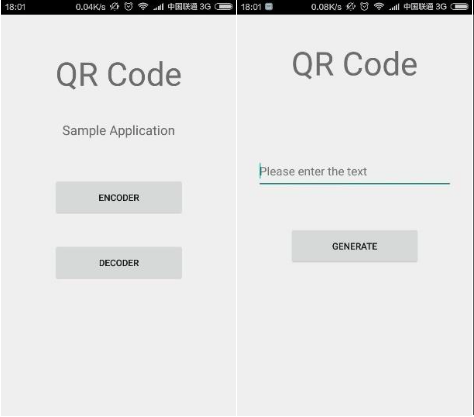 18:01 0.04K/s 中国联通 3G
QR Code
Sample Application
ENCODER
DECODER
18:01 0.08K/s 中国联通 3G
QR Code
Please enter the text
GENERATE